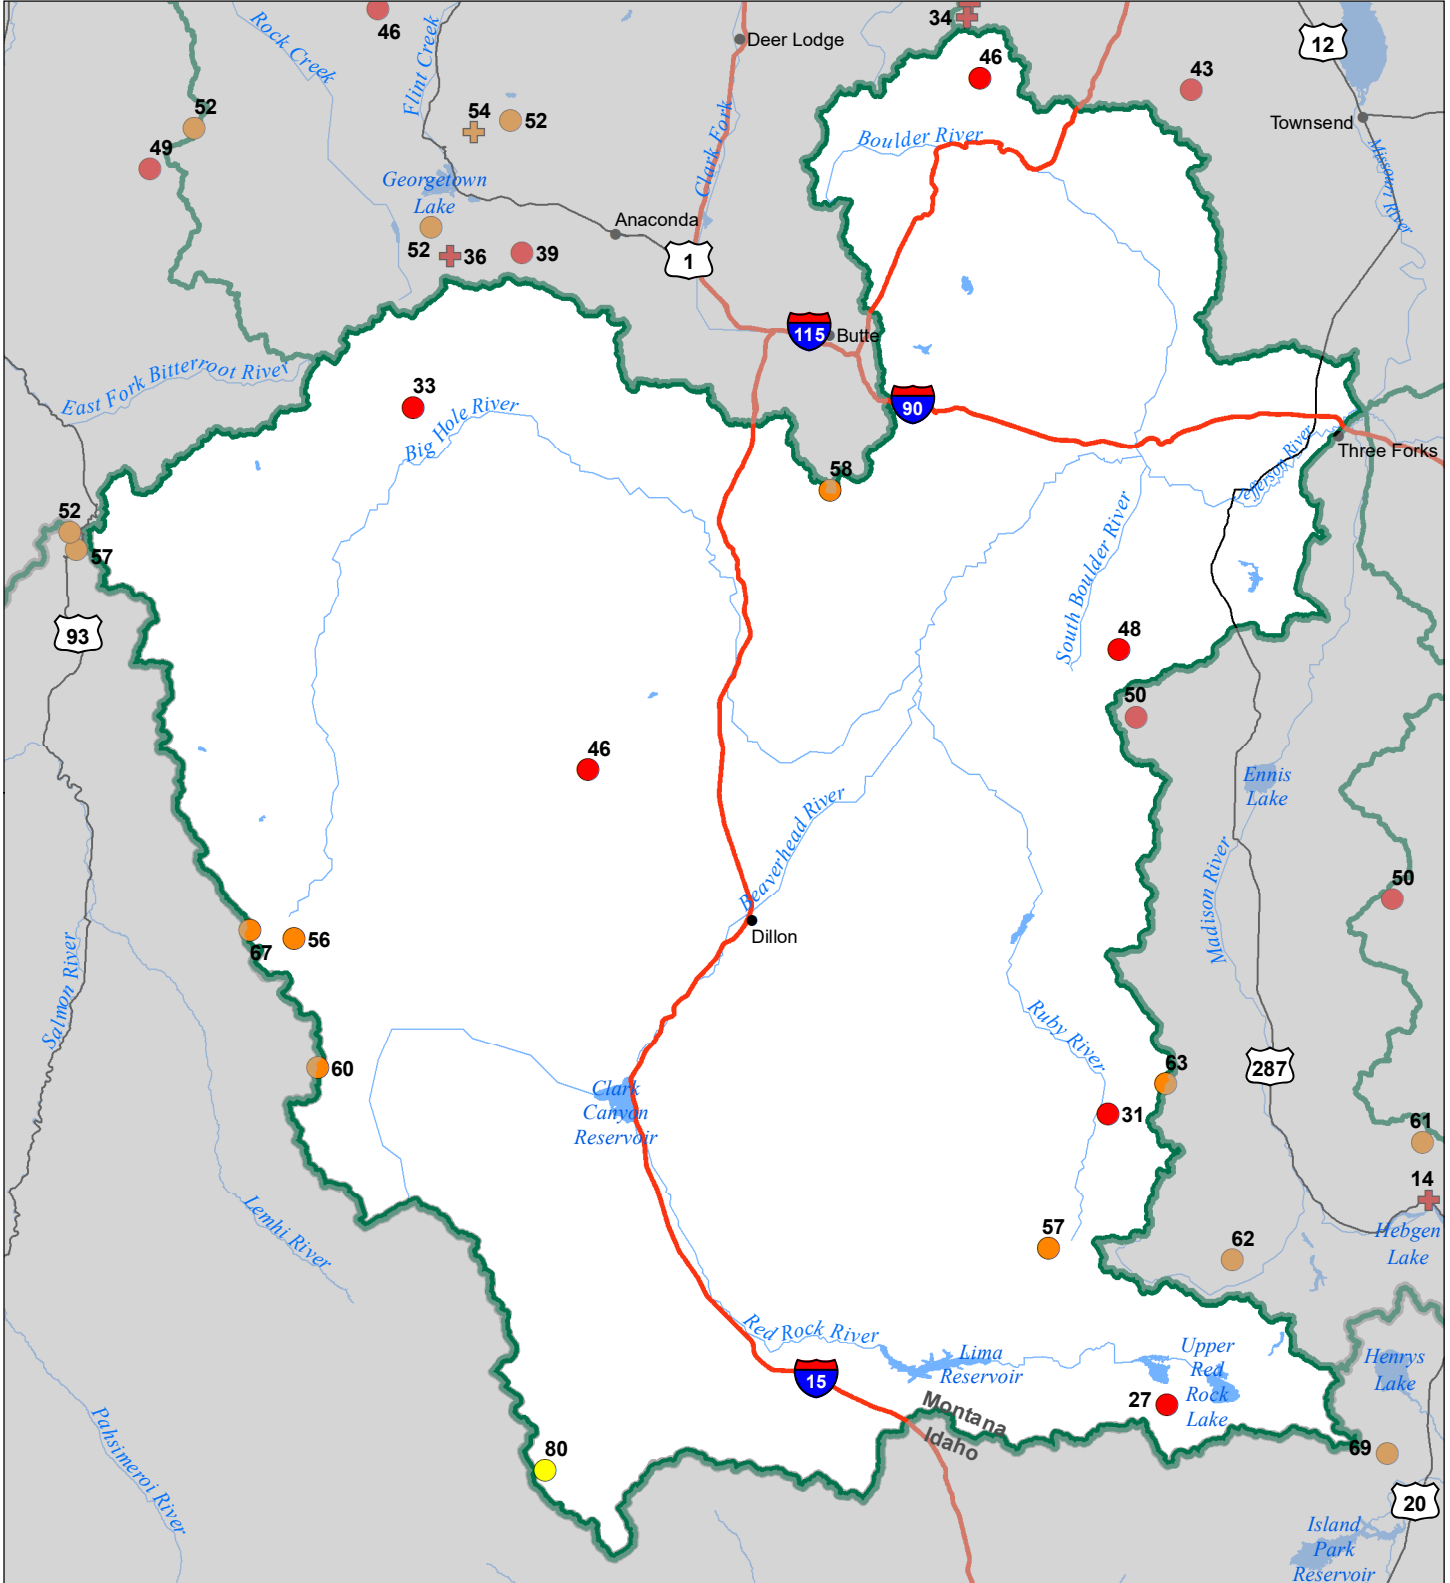 46
Rock Creek
Flint Creek
Deer Lodge
34
46
12
43
Townsend
52
54
52
49
Clark Fork
Boulder River
Missouri River
Georgetown
Lake
Anaconda
52
36
39
1
115
Butte
East Fork Bitterroot River
33
Big Hole River
90
Three Forks
58
efferson River
52
57
93
South Boulder River
48
50
46
Ennis
Lake
Beaverhead River
Madison River
50
Dillon
67
56
Salmon River
Ruby River
60
Clark
Canyon
Reservoir
63
287
31
61
14
Hebgen
Lake
Lemhi River
57
62
Red Rock River
Lima
Reservoir
Upper
Red
Rock
Lake
Henrys
Lake
15
27
Montana
Idaho
Pahsimeroi River
80
69
20
Island
Park
Reservoir